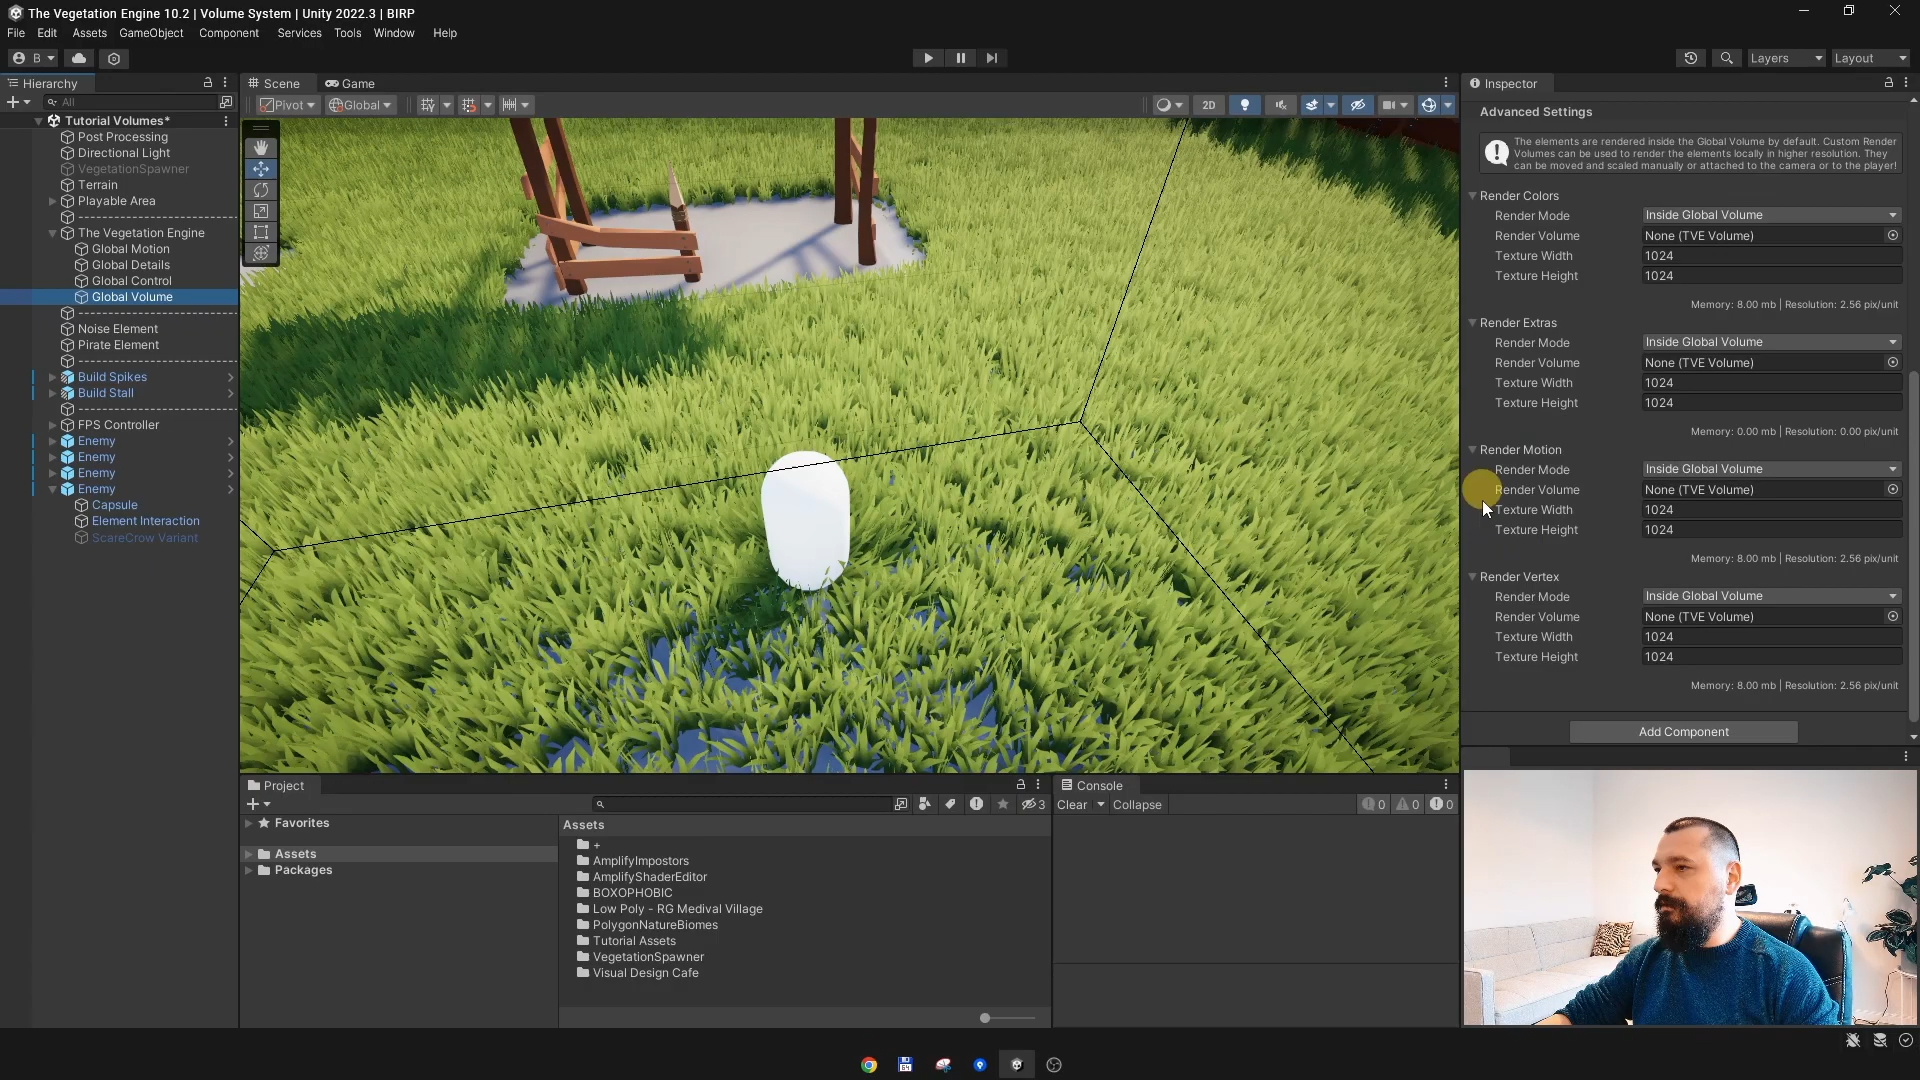 The Vegetation Engine 10.2 | Volume System | Unity 2022.3 | BIRP
File Edit Assets GameObject Component Services Tools Window Help
B
Layers
Layout
Hierarchy
All
Tutorial Volumes*
Post Processing
Directional Light
VegetationSpawner
Terrain
Playable Area
The Vegetation Engine
Global Motion
Global Details
Global Control
Global Volume
Noise Element
Pirate Element
Build Spikes
Build Stall
FPS Controller
Enemy
Enemy
Enemy
Enemy
Capsule
Element Interaction
ScareCrow Variant
Scene
Game
Pivot
Global
2D
Inspector
Advanced Settings
The elements are rendered inside the Global Volume by default. Custom Render
Volumes can be used to render the elements locally in higher resolution. They
can be moved and scaled manually or attached to the camera or to the player!
Render Colors
Render Mode Inside Global Volume
Render Volume None (TVE Volume)
Texture Width 1024
Texture Height 1024
Memory: 8.00 mb | Resolution: 2.56 pix/unit
Render Extras
Render Mode Inside Global Volume
Render Volume None (TVE Volume)
Texture Width 1024
Texture Height 1024
Memory: 0.00 mb | Resolution: 0.00 pix/unit
Render Motion
Render Mode Inside Global Volume
Render Volume None (TVE Volume)
Texture Width 1024
Texture Height 1024
Memory: 8.00 mb | Resolution: 2.56 pix/unit
Render Vertex
Render Mode Inside Global Volume
Render Volume None (TVE Volume)
Texture Width 1024
Texture Height 1024
Memory: 8.00 mb | Resolution: 2.56 pix/unit
Add Component
Project
3
Favorites
Assets
Packages
Assets
+
AmplifyImpostors
AmplifyShaderEditor
BOXOPHOBIC
Low Poly - RG Medival Village
PolygonNatureBiomes
Tutorial Assets
VegetationSpawner
Visual Design Cafe
Console
Clear Collapse
0 0 0
64